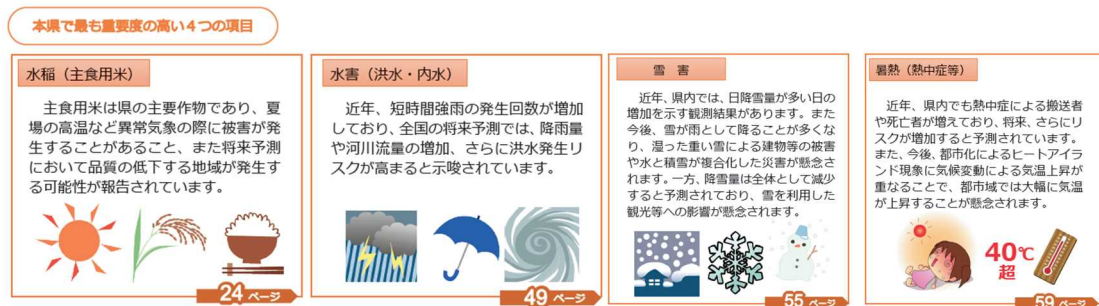 本県で最も重要度の高い４つの項目
水稲（主食用米）
主食用米は県の主要作物であり、夏
場の高温など異常気象の際に被害が発
生することがあること、また将来予測
において品質の低下する地域が発生す
る可能性が報告されています。
24 ページ
水害（洪水・内水）
近年、短時間強雨の発生回数が増加
しており、全国の将来予測では、降雨量
や河川流量の増加、さらに洪水発生リ
スクが高まると示唆されています。
49 ページ
雪 害
近年、県内では、日降雪量が多い日の
増加を示す観測結果があります。また
今後、雪が雨として降ることが多くな
り、湿った重い雪による建物等の被害
や水と積雪が複合化した災害が懸念さ
れます。一方、降雪量は全体として減少
すると予測されており、雪を利用した
観光等への影響が懸念されます。
55 ページ
暑熱（熱中症等）
近年、県内でも熱中症による搬送者
や死亡者が増えており、将来、さらにリ
スクが増加すると予測されています。
また、今後、都市化によるヒートアイラ
ンド現象に気候変動による気温上昇が
重なることで、都市域では大幅に気温
が上昇することが懸念されます。
40℃
超
59 ページ